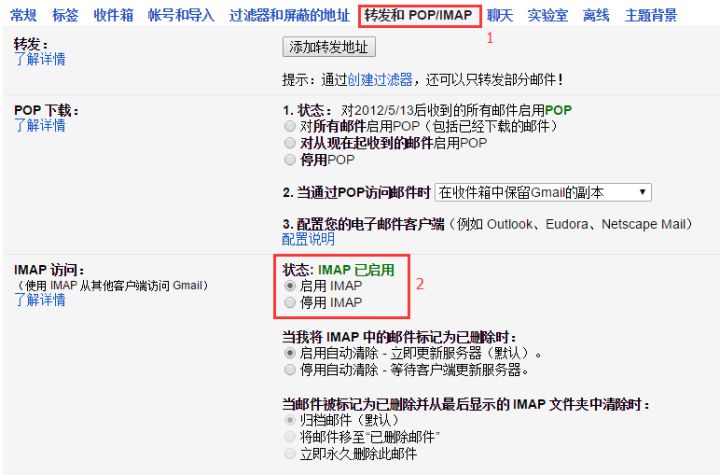 常规 标签 收件箱 帐号和导入 过滤器和屏蔽的地址 转发和 POP/IMAP 聊天 实验室 离线 主题背景
1
转发：
了解详情
添加转发地址
提示：通过创建过滤器，还可以只转发部分邮件！
POP 下载：
了解详情
1. 状态： 对2012/5/13后收到的所有邮件启用POP
对所有邮件启用POP（包括已经下载的邮件）
对从现在起收到的邮件启用POP
停用POP
2. 当通过POP访问邮件时 在收件箱中保留Gmail的副本
3. 配置您的电子邮件客户端（例如 Outlook、Eudora、Netscape Mail）
配置说明
IMAP 访问：
（使用 IMAP 从其他客户端访问 Gmail）
了解详情
状态: IMAP 已启用
启用 IMAP
停用 IMAP
2
当我将 IMAP 中的邮件标记为已删除时：
启用自动清除 - 立即更新服务器（默认）。
停用自动清除 - 等待客户端更新服务器。
当邮件被标记为已删除并从最后显示的 IMAP 文件夹中清除时：
归档邮件（默认）
将邮件移至“已删除邮件”
立即永久删除此邮件